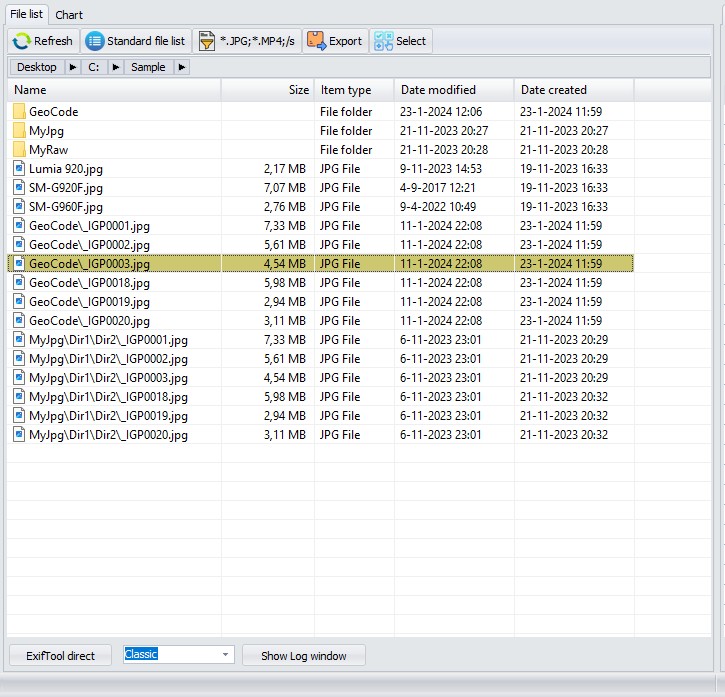 File list Chart
Refresh Standard file list *.JPG;*.MP4;/s Export Select
Desktop C: Sample
Name Size Item type Date modified Date created
GeoCode File folder 23-1-2024 12:06 23-1-2024 11:59
MyJpg File folder 21-11-2023 20:27 21-11-2023 20:27
MyRaw File folder 21-11-2023 20:28 21-11-2023 20:28
Lumia 920.jpg 2,17 MB JPG File 9-11-2023 14:53 19-11-2023 16:33
SM-G920F.jpg 7,07 MB JPG File 4-9-2017 12:21 19-11-2023 16:33
SM-G960F.jpg 2,76 MB JPG File 9-4-2022 10:49 19-11-2023 16:33
GeoCode\_IGP0001.jpg 7,33 MB JPG File 11-1-2024 22:08 23-1-2024 11:59
GeoCode\_IGP0002.jpg 5,61 MB JPG File 11-1-2024 22:08 23-1-2024 11:59
GeoCode\_IGP0003.jpg 4,54 MB JPG File 11-1-2024 22:08 23-1-2024 11:59
GeoCode\_IGP0018.jpg 5,98 MB JPG File 11-1-2024 22:08 23-1-2024 11:59
GeoCode\_IGP0019.jpg 2,94 MB JPG File 11-1-2024 22:08 23-1-2024 11:59
GeoCode\_IGP0020.jpg 3,11 MB JPG File 11-1-2024 22:08 23-1-2024 11:59
MyJpg\Dir1\Dir2\_IGP0001.jpg 7,33 MB JPG File 6-11-2023 23:01 21-11-2023 20:29
MyJpg\Dir1\Dir2\_IGP0002.jpg 5,61 MB JPG File 6-11-2023 23:01 21-11-2023 20:29
MyJpg\Dir1\Dir2\_IGP0003.jpg 4,54 MB JPG File 6-11-2023 23:01 21-11-2023 20:29
MyJpg\Dir1\Dir2\_IGP0018.jpg 5,98 MB JPG File 6-11-2023 23:01 21-11-2023 20:32
MyJpg\Dir1\Dir2\_IGP0019.jpg 2,94 MB JPG File 6-11-2023 23:01 21-11-2023 20:32
MyJpg\Dir1\Dir2\_IGP0020.jpg 3,11 MB JPG File 6-11-2023 23:01 21-11-2023 20:32
ExifTool direct Classic Show Log window